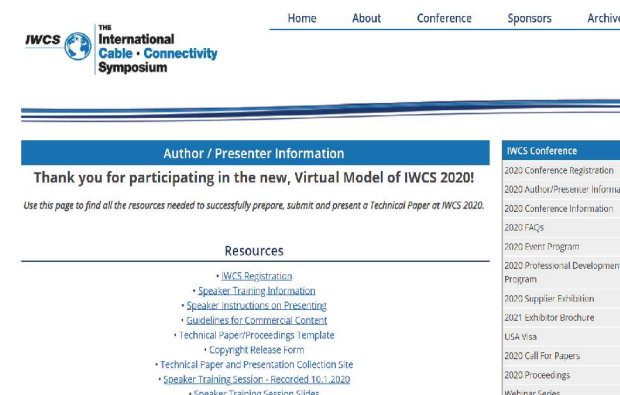 Home About Conference Sponsors Archive
IWCS THE
International
Cable · Connectivity
Symposium
Author / Presenter Information
Thank you for participating in the new, Virtual Model of IWCS 2020!
Use this page to find all the resources needed to successfully prepare, submit and present a Technical Paper at IWCS 2020.
Resources
• IWCS Registration
• Speaker Training Information
• Speaker Instructions on Presenting
• Guidelines for Commercial Content
• Technical Paper/Proceedings Template
• Copyright Release Form
• Technical Paper and Presentation Collection Site
• Speaker Training Session - Recorded 10.1.2020
• Speaker Training Session Slides
IWCS Conference
2020 Conference Registration
2020 Author/Presenter Informa
2020 Conference Information
2020 FAQs
2020 Event Program
2020 Professional Developmen
Program
2020 Supplier Exhibition
2021 Exhibitor Brochure
USA Visa
2020 Call For Papers
2020 Proceedings
Webinar Series